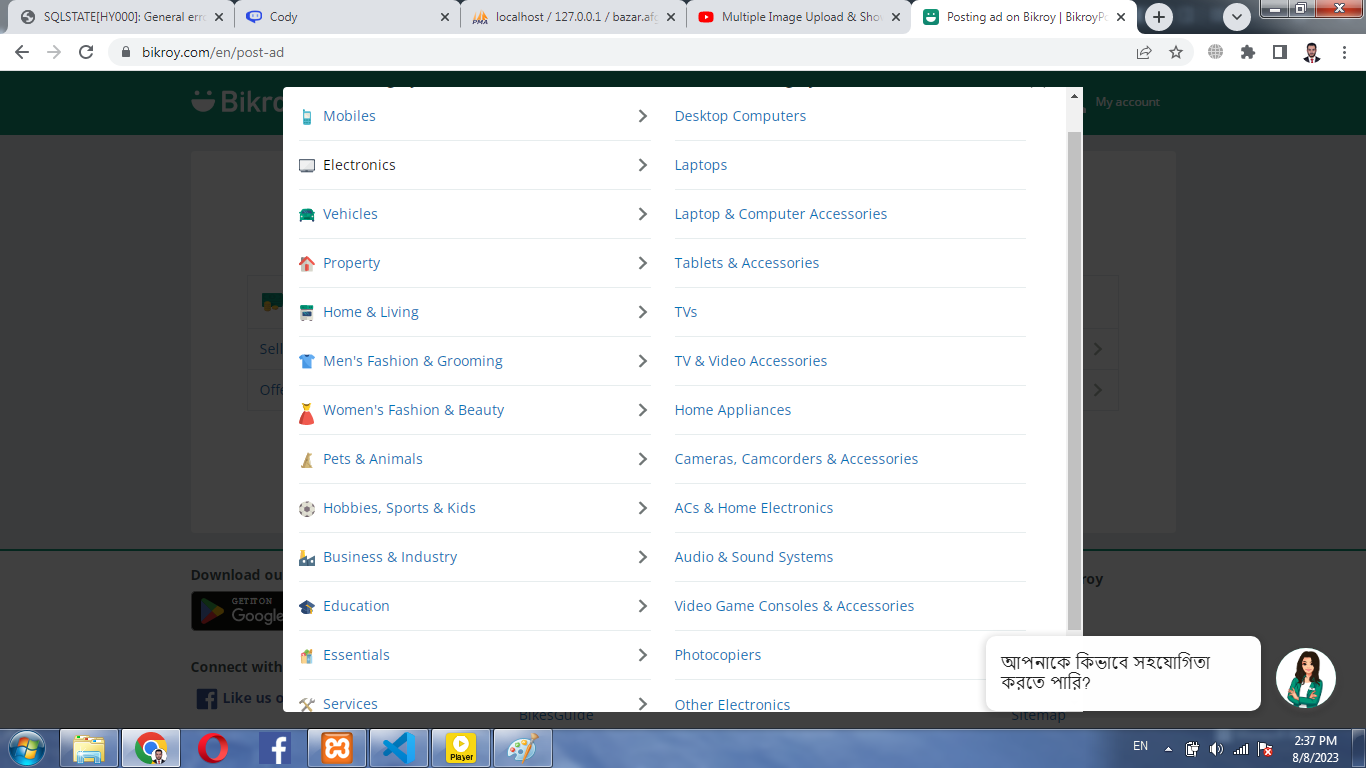 SQLSTATE[HY000]: General erro
Cody
localhost / 127.0.0.1 / bazar.afg
Multiple Image Upload & Sho
Posting ad on Bikroy | BikroyPo
bikroy.com/en/post-ad
Bikro
My account
Mobiles
Desktop Computers
Electronics
Laptops
Vehicles
Laptop & Computer Accessories
Property
Tablets & Accessories
Home & Living
TVs
Sell
Men's Fashion & Grooming
TV & Video Accessories
Offe
Women's Fashion & Beauty
Home Appliances
Pets & Animals
Cameras, Camcorders & Accessories
Hobbies, Sports & Kids
ACs & Home Electronics
Business & Industry
Audio & Sound Systems
Download ou
roy
GET IT ON
Google
Education
Video Game Consoles & Accessories
Essentials
Photocopiers
Connect with
Like us o
Services
Other Electronics
আপনাকে কিভাবে সহযোগিতা
করতে পারি?
BikesGuide
Sitemap
PMA
Player
EN
2:37 PM
8/8/2023